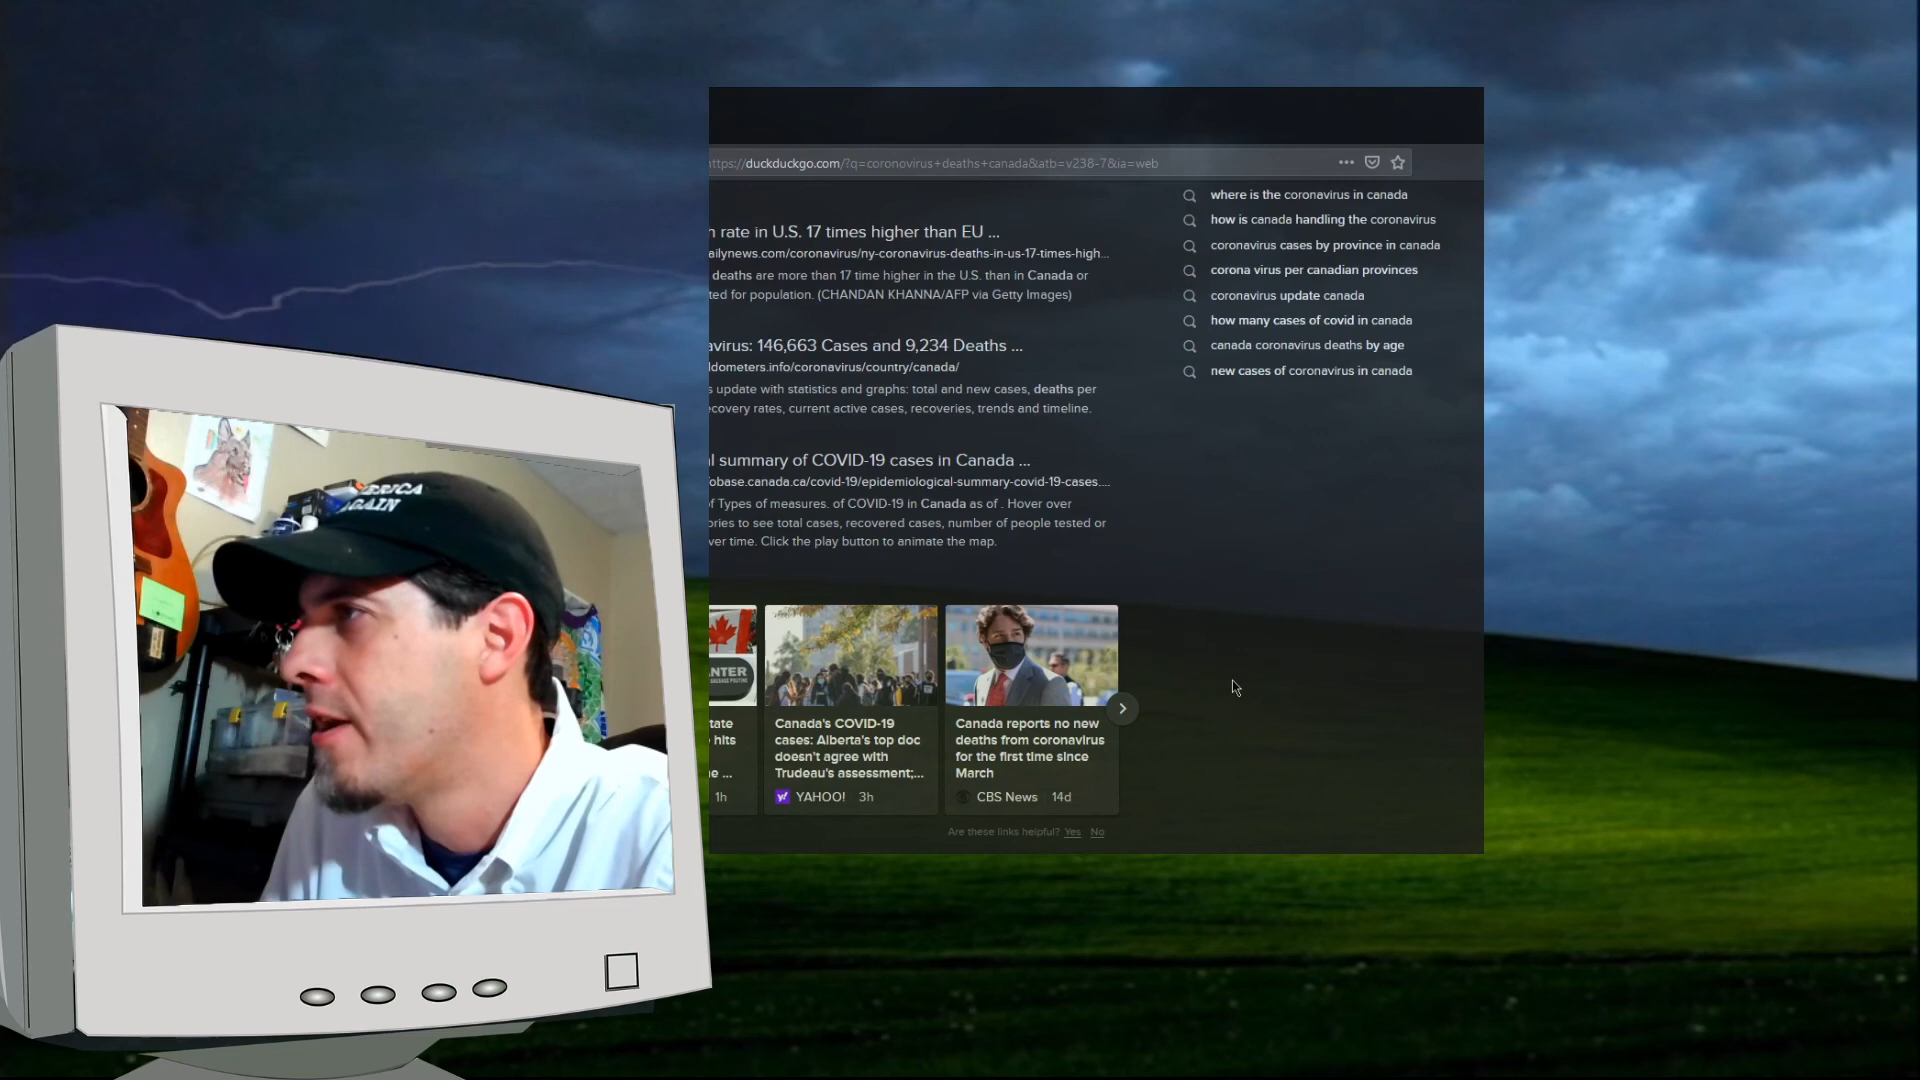 https://duckduckgo.com/?q=coronovirus+deaths+canada&atb=v238-7&ia=web
where is the coronavirus in canada
how is canada handling the coronavirus
coronavirus cases by province in canada
corona virus per canadian provinces
coronavirus update canada
how many cases of covid in canada
canada coronavirus deaths by age
new cases of coronavirus in canada
h rate in U.S. 17 times higher than EU ...
ailynews.com/coronavirus/ny-coronavirus-deaths-in-us-17-times-high...
deaths are more than 17 time higher in the U.S. than in Canada or
ted for population. (CHANDAN KHANNA/AFP via Getty Images)
avirus: 146,663 Cases and 9,234 Deaths ...
ldometers.info/coronavirus/country/canada/
s update with statistics and graphs: total and new cases, deaths per
ecovery rates, current active cases, recoveries, trends and timeline.
l summary of COVID-19 cases in Canada ...
obase.canada.ca/covid-19/epidemiological-summary-covid-19-cases....
f Types of measures. of COVID-19 in Canada as of . Hover over
ories to see total cases, recovered cases, number of people tested or
ver time. Click the play button to animate the map.
ERICA
GAIN
NTER
tate
hits
e ...
1h
Canada's COVID-19
cases: Alberta's top doc
doesn't agree with
Trudeau's assessment;...
y! YAHOO! 3h
Canada reports no new
deaths from coronavirus
for the first time since
March
CBS News 14d
Are these links helpful? Yes No